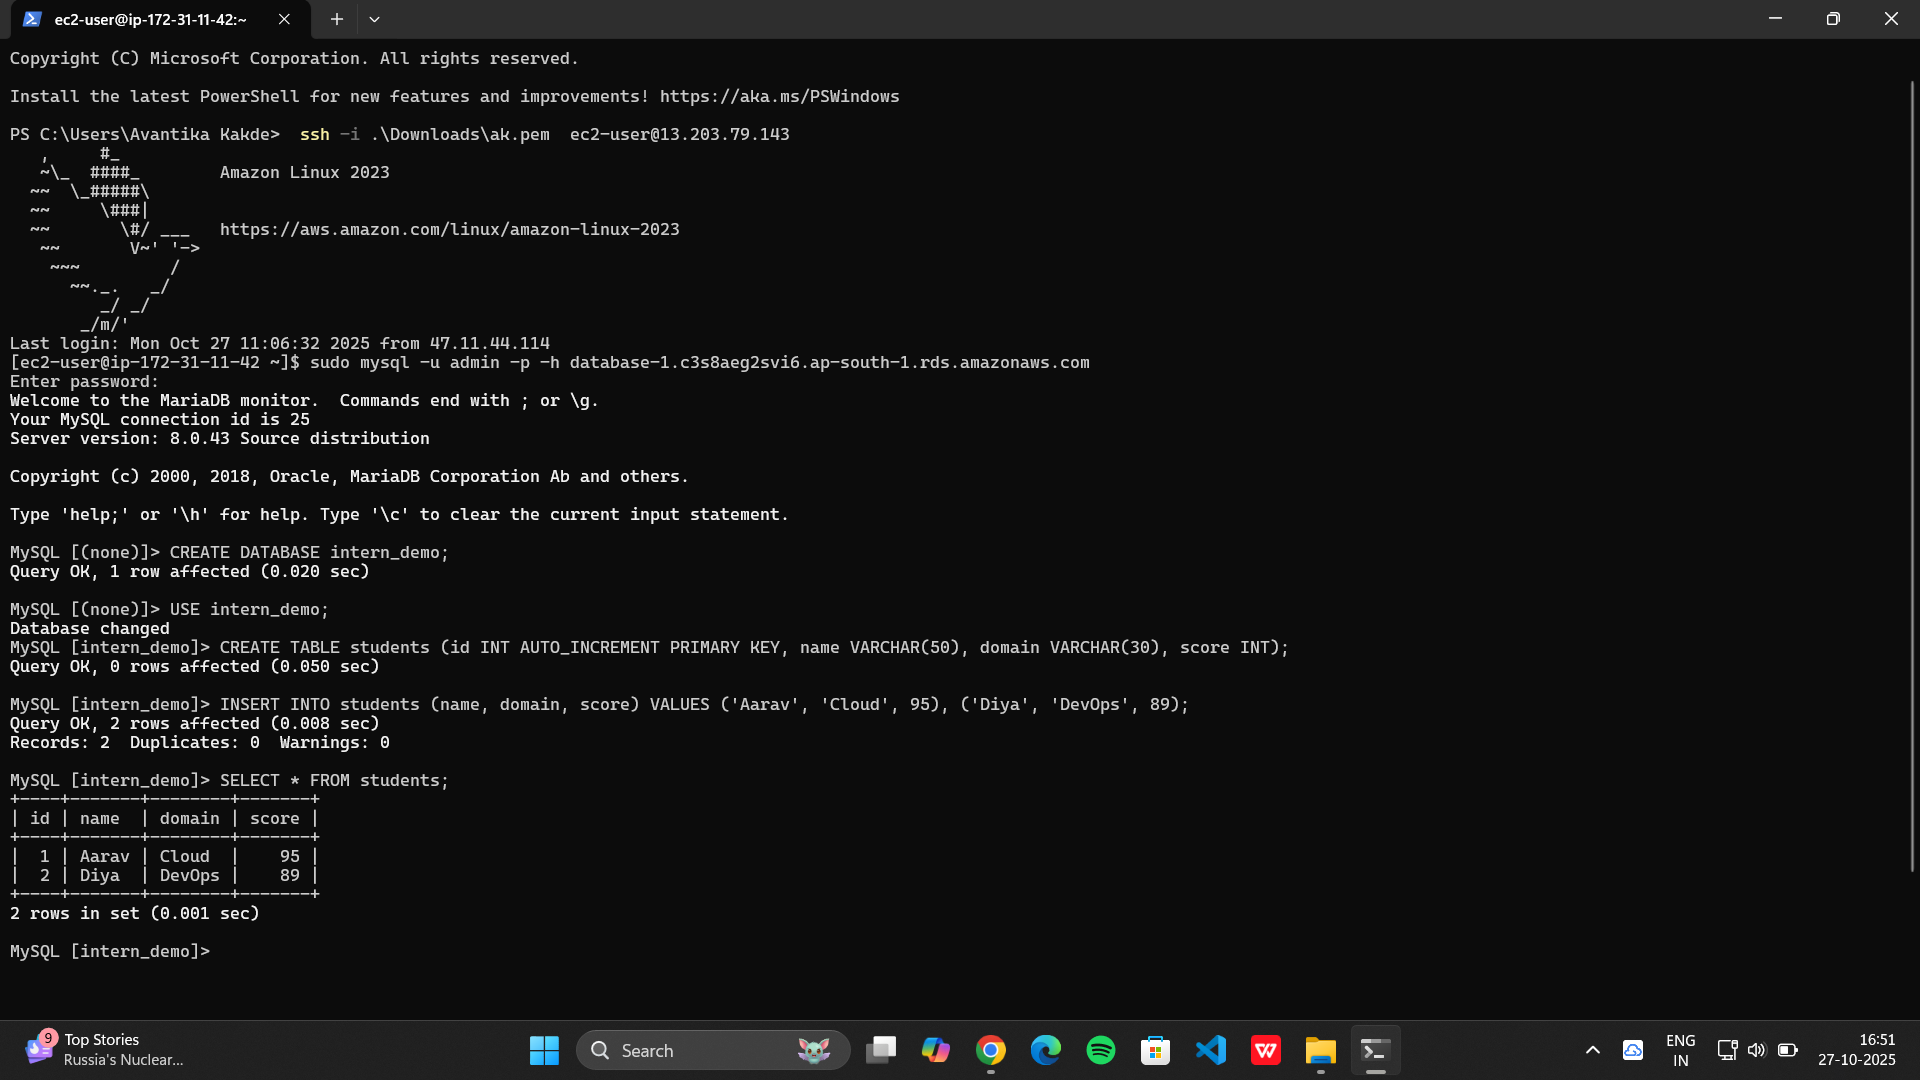 ec2-user@ip-172-31-11-42:~
Copyright (C) Microsoft Corporation. All rights reserved.
Install the latest PowerShell for new features and improvements! https://aka.ms/PSWindows
PS C:\Users\Avantika Kakde>  ssh -i .\Downloads\ak.pem  ec2-user@13.203.79.143
   ,     #_
   ~\_  ####_        Amazon Linux 2023
  ~~  \_#####\
  ~~     \###|
  ~~       \#/ ___   https://aws.amazon.com/linux/amazon-linux-2023
   ~~       V~' '->
    ~~~         /
      ~~._.   _/
         _/ _/
       _/m/'
Last login: Mon Oct 27 11:06:32 2025 from 47.11.44.114
[ec2-user@ip-172-31-11-42 ~]$ sudo mysql -u admin -p -h database-1.c3s8aeg2svi6.ap-south-1.rds.amazonaws.com
Enter password:
Welcome to the MariaDB monitor.  Commands end with ; or \g.
Your MySQL connection id is 25
Server version: 8.0.43 Source distribution
Copyright (c) 2000, 2018, Oracle, MariaDB Corporation Ab and others.
Type 'help;' or '\h' for help. Type '\c' to clear the current input statement.
MySQL [(none)]> CREATE DATABASE intern_demo;
Query OK, 1 row affected (0.020 sec)
MySQL [(none)]> USE intern_demo;
Database changed
MySQL [intern_demo]> CREATE TABLE students (id INT AUTO_INCREMENT PRIMARY KEY, name VARCHAR(50), domain VARCHAR(30), score INT);
Query OK, 0 rows affected (0.050 sec)
MySQL [intern_demo]> INSERT INTO students (name, domain, score) VALUES ('Aarav', 'Cloud', 95), ('Diya', 'DevOps', 89);
Query OK, 2 rows affected (0.008 sec)
Records: 2  Duplicates: 0  Warnings: 0
MySQL [intern_demo]> SELECT * FROM students;
+----+-------+--------+-------+
| id | name  | domain | score |
+----+-------+--------+-------+
|  1 | Aarav | Cloud  |    95 |
|  2 | Diya  | DevOps |    89 |
+----+-------+--------+-------+
2 rows in set (0.001 sec)
MySQL [intern_demo]>
9
Top Stories
Russia's Nuclear...
Search
ENG
IN
16:51
27-10-2025